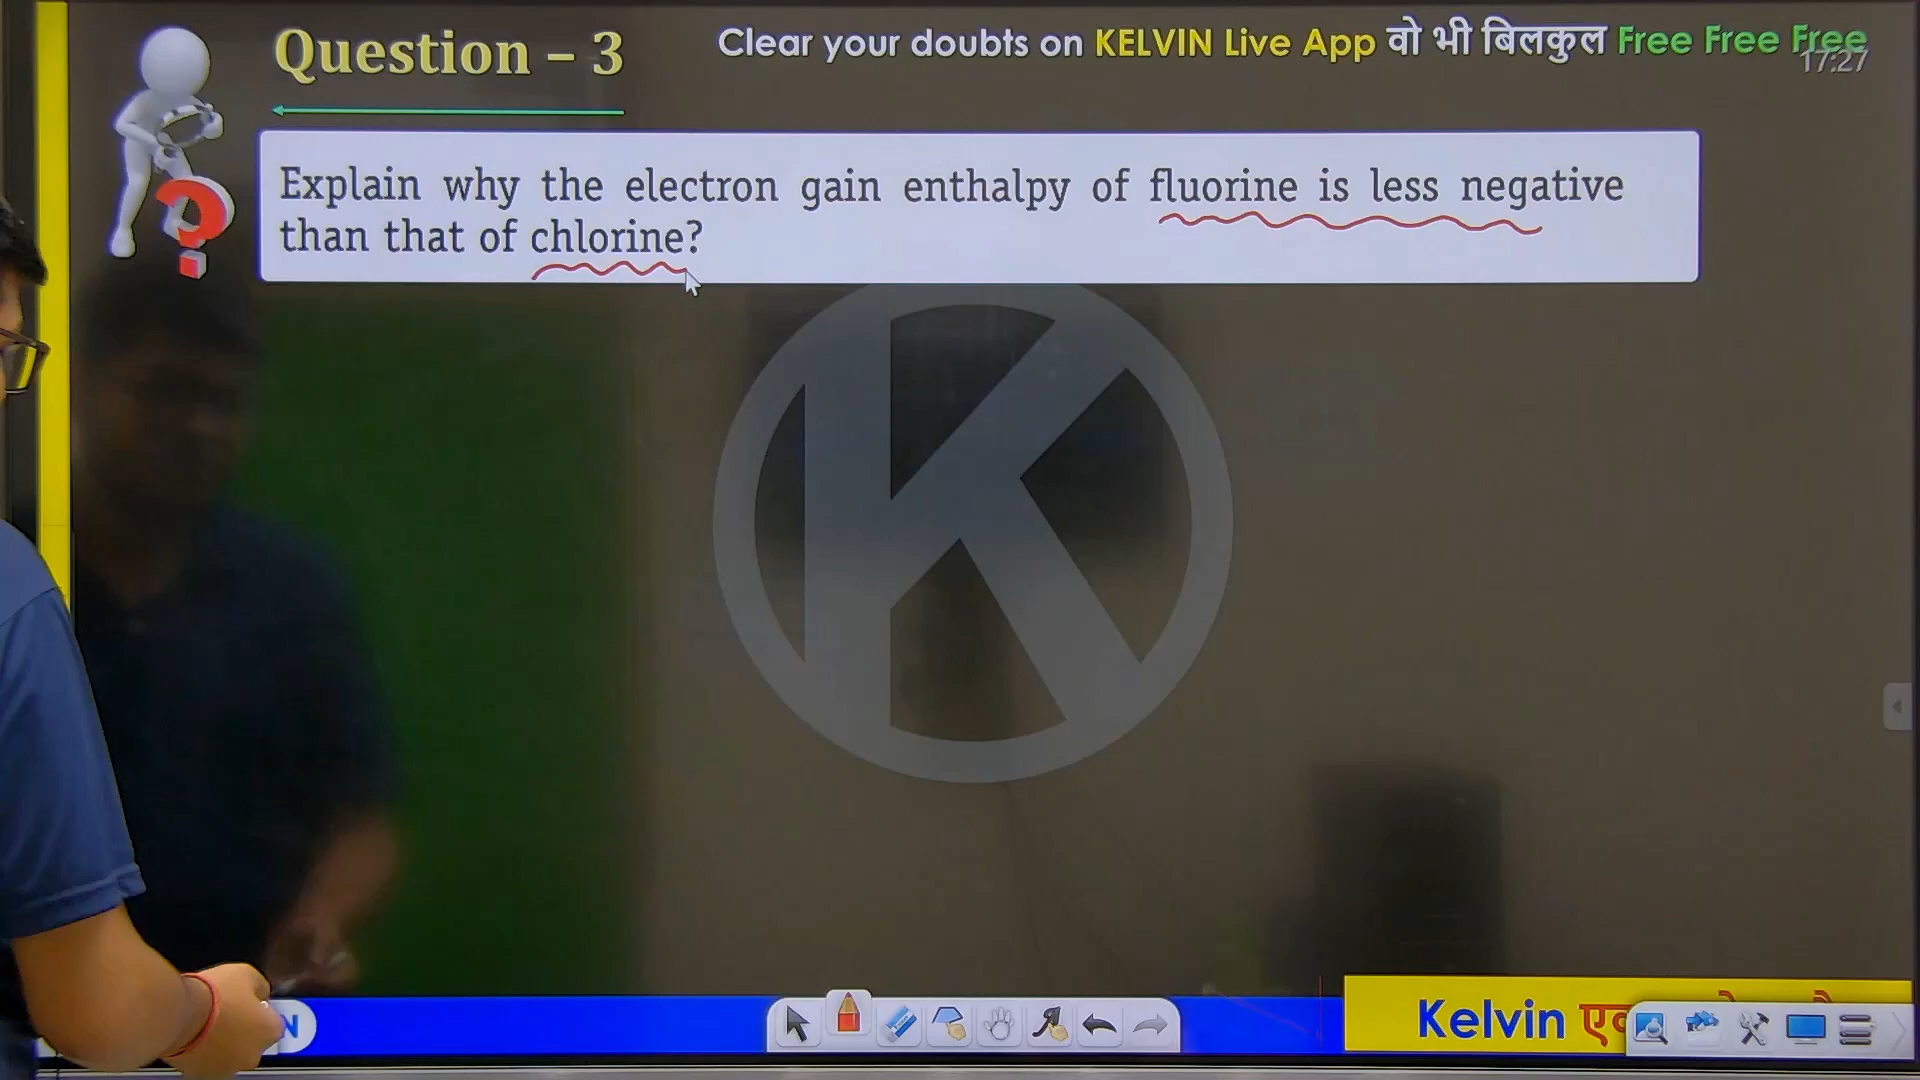 Question – 3
Clear your doubts on KELVIN Live App वो भी बिलकुल Free Free Free
17:27
Explain why the electron gain enthalpy of fluorine is less negative
than that of chlorine?
K
N
Kelvin